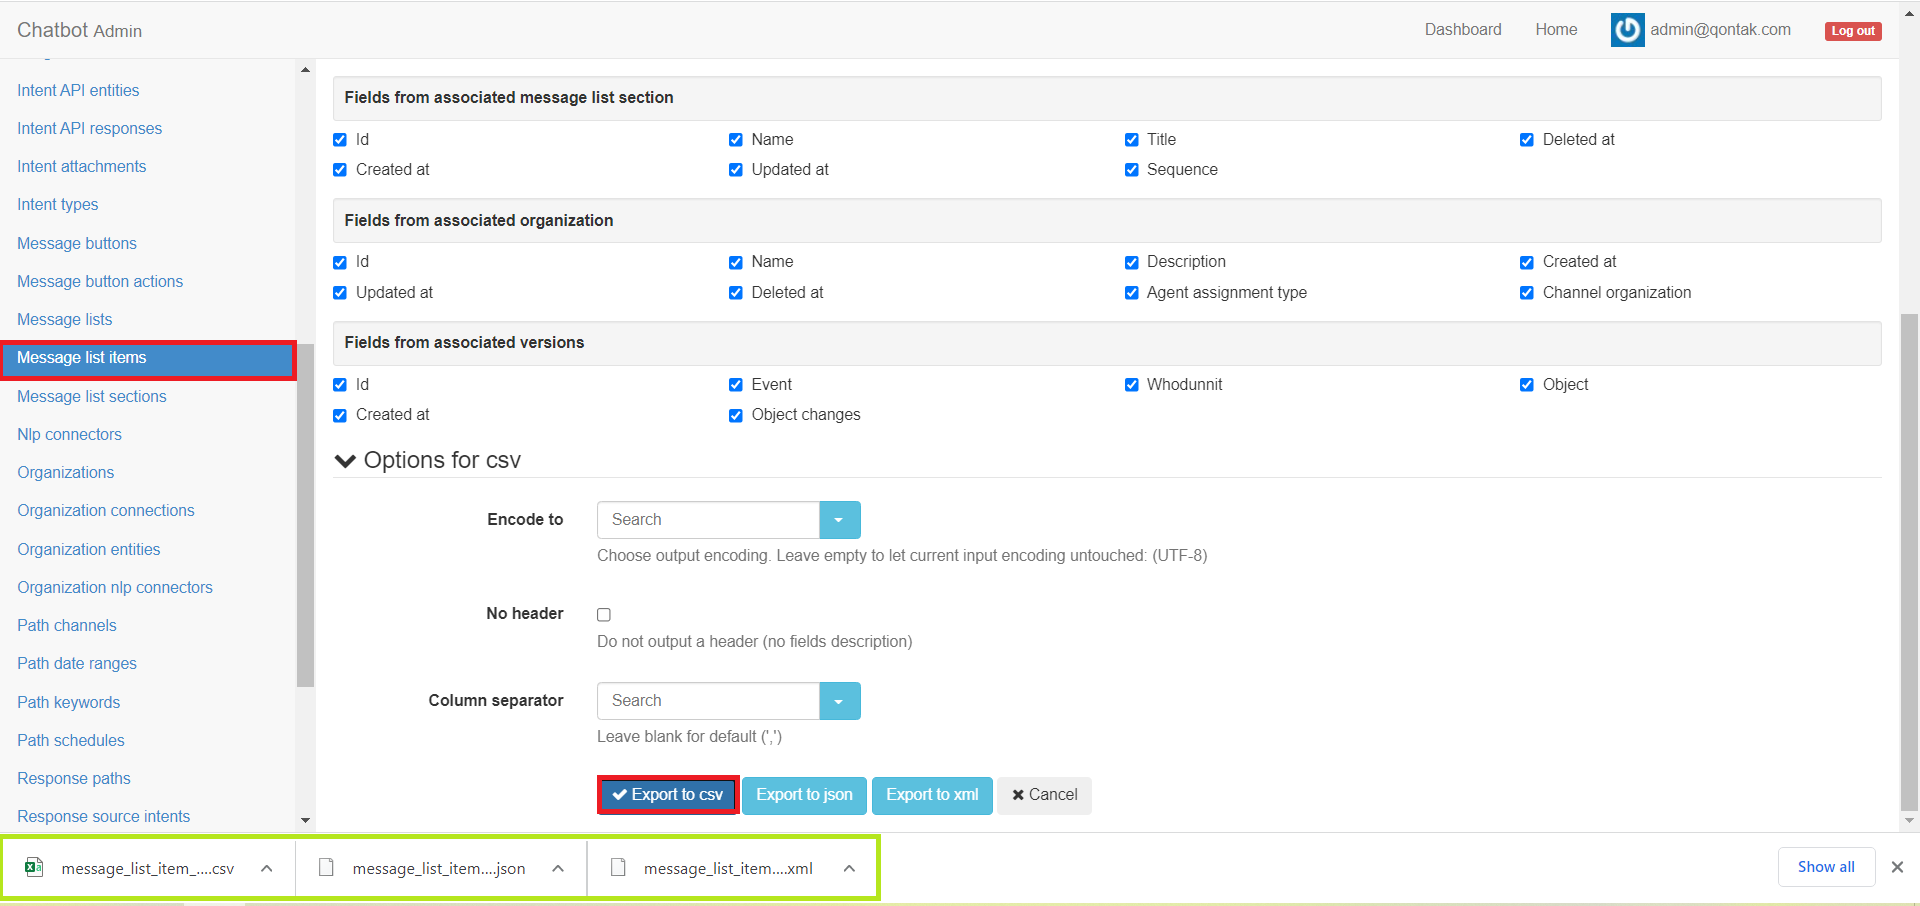 Chatbot Admin
Dashboard
Home
admin@qontak.com
Log out
Intent API entities
Intent API responses
Intent attachments
Intent types
Message buttons
Message button actions
Message lists
Message list items
Message list sections
Nlp connectors
Organizations
Organization connections
Organization entities
Organization nlp connectors
Path channels
Path date ranges
Path keywords
Path schedules
Response paths
Response source intents
Fields from associated message list section
Id
Name
Title
Deleted at
Created at
Updated at
Sequence
Fields from associated organization
Id
Name
Description
Created at
Updated at
Deleted at
Agent assignment type
Channel organization
Fields from associated versions
Id
Event
Whodunnit
Object
Created at
Object changes
Options for csv
Encode to
Search
Choose output encoding. Leave empty to let current input encoding untouched: (UTF-8)
No header
Do not output a header (no fields description)
Column separator
Search
Leave blank for default (',')
Export to csv
Export to json
Export to xml
Cancel
message_list_item_....csv
message_list_item....json
message_list_item....xml
Show all